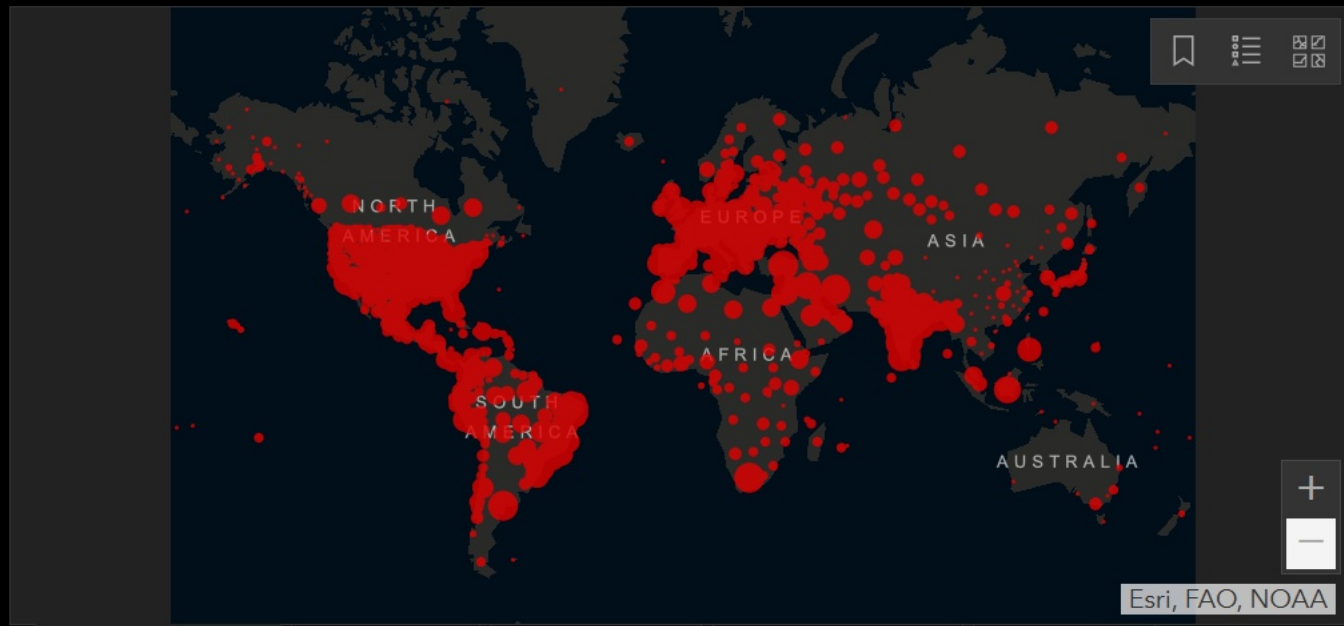 NORTH
AMERICA
EUROPE
ASIA
AFRICA
SOUTH
AMERICA
AUSTRALIA
Esri, FAO, NOAA